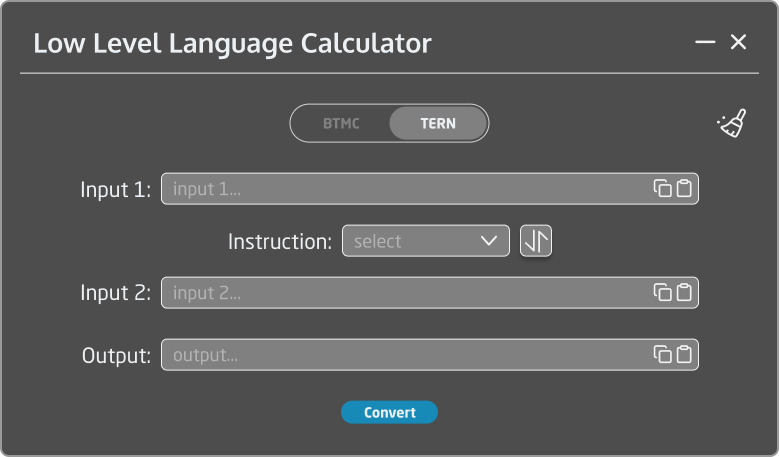 Low Level Language Calculator
BTMC TERN
Input 1: input 1...
Instruction: select
Input 2: input 2...
Output: output...
Convert